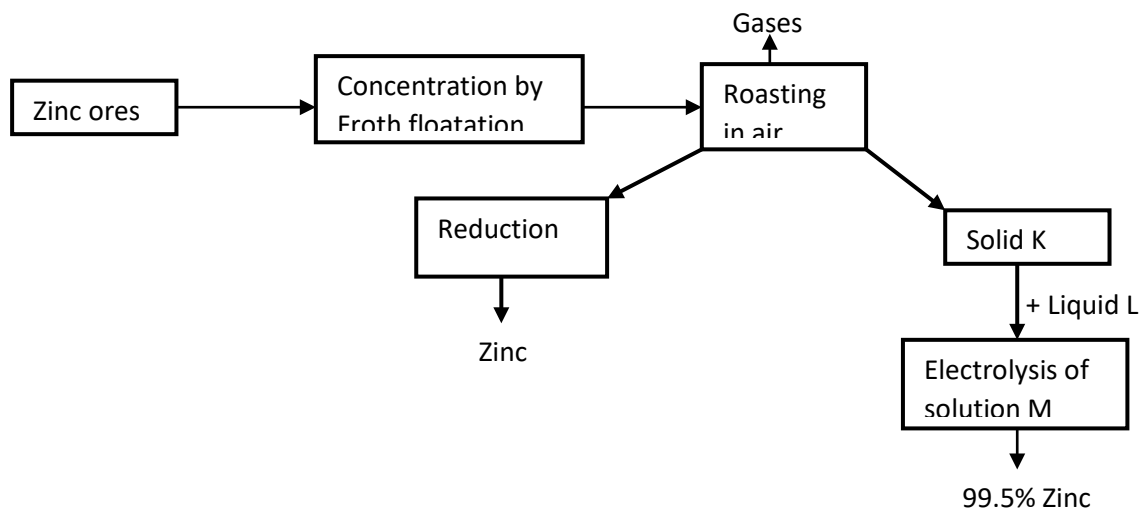 Gases
Zinc ores
Concentration by
Froth floatation
Roasting
in air
Reduction
Solid K
+ Liquid L
Zinc
Electrolysis of
solution M
99.5% Zinc